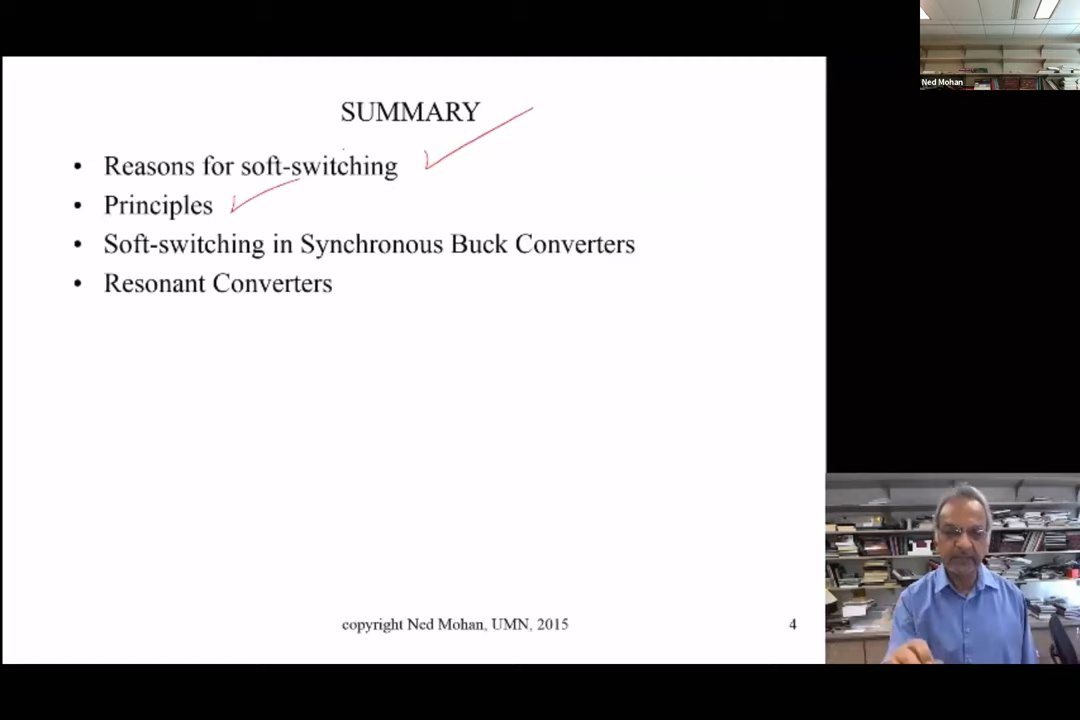 Ned Mohan
SUMMARY
• Reasons for soft-switching
• Principles
• Soft-switching in Synchronous Buck Converters
• Resonant Converters
copyright Ned Mohan, UMN, 2015
4